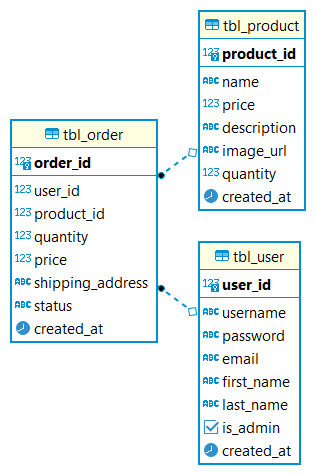 tbl_product
123 product_id
ABC name
123 price
ABC description
ABC image_url
123 quantity
created_at
tbl_order
123 order_id
123 user_id
123 product_id
123 quantity
123 price
ABC shipping_address
ABC status
created_at
tbl_user
123 user_id
ABC username
ABC password
ABC email
ABC first_name
ABC last_name
is_admin
created_at